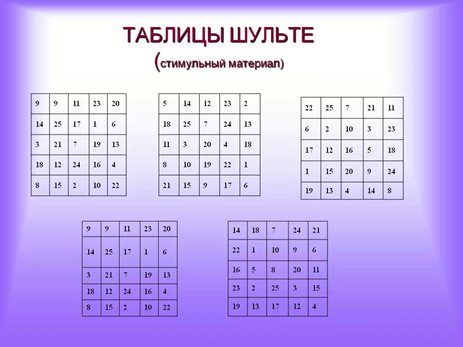 ТАБЛИЦЫ ШУЛЬТЕ
(стимульный материал)
9 9 11 23 20
14 25 17 1 6
3 21 7 19 13
18 12 24 16 4
8 15 2 10 22
5 14 12 23 2
18 25 7 24 13
11 3 20 4 18
8 10 19 22 1
21 15 9 17 6
22 25 7 21 11
6 2 10 3 23
17 12 16 5 18
1 15 20 9 24
19 13 4 14 8
9 9 11 23 20
14 25 17 1 6
3 21 7 19 13
18 12 24 16 4
8 15 2 10 22
14 18 7 24 21
22 1 10 9 6
16 5 8 20 11
23 2 25 3 15
19 13 17 12 4